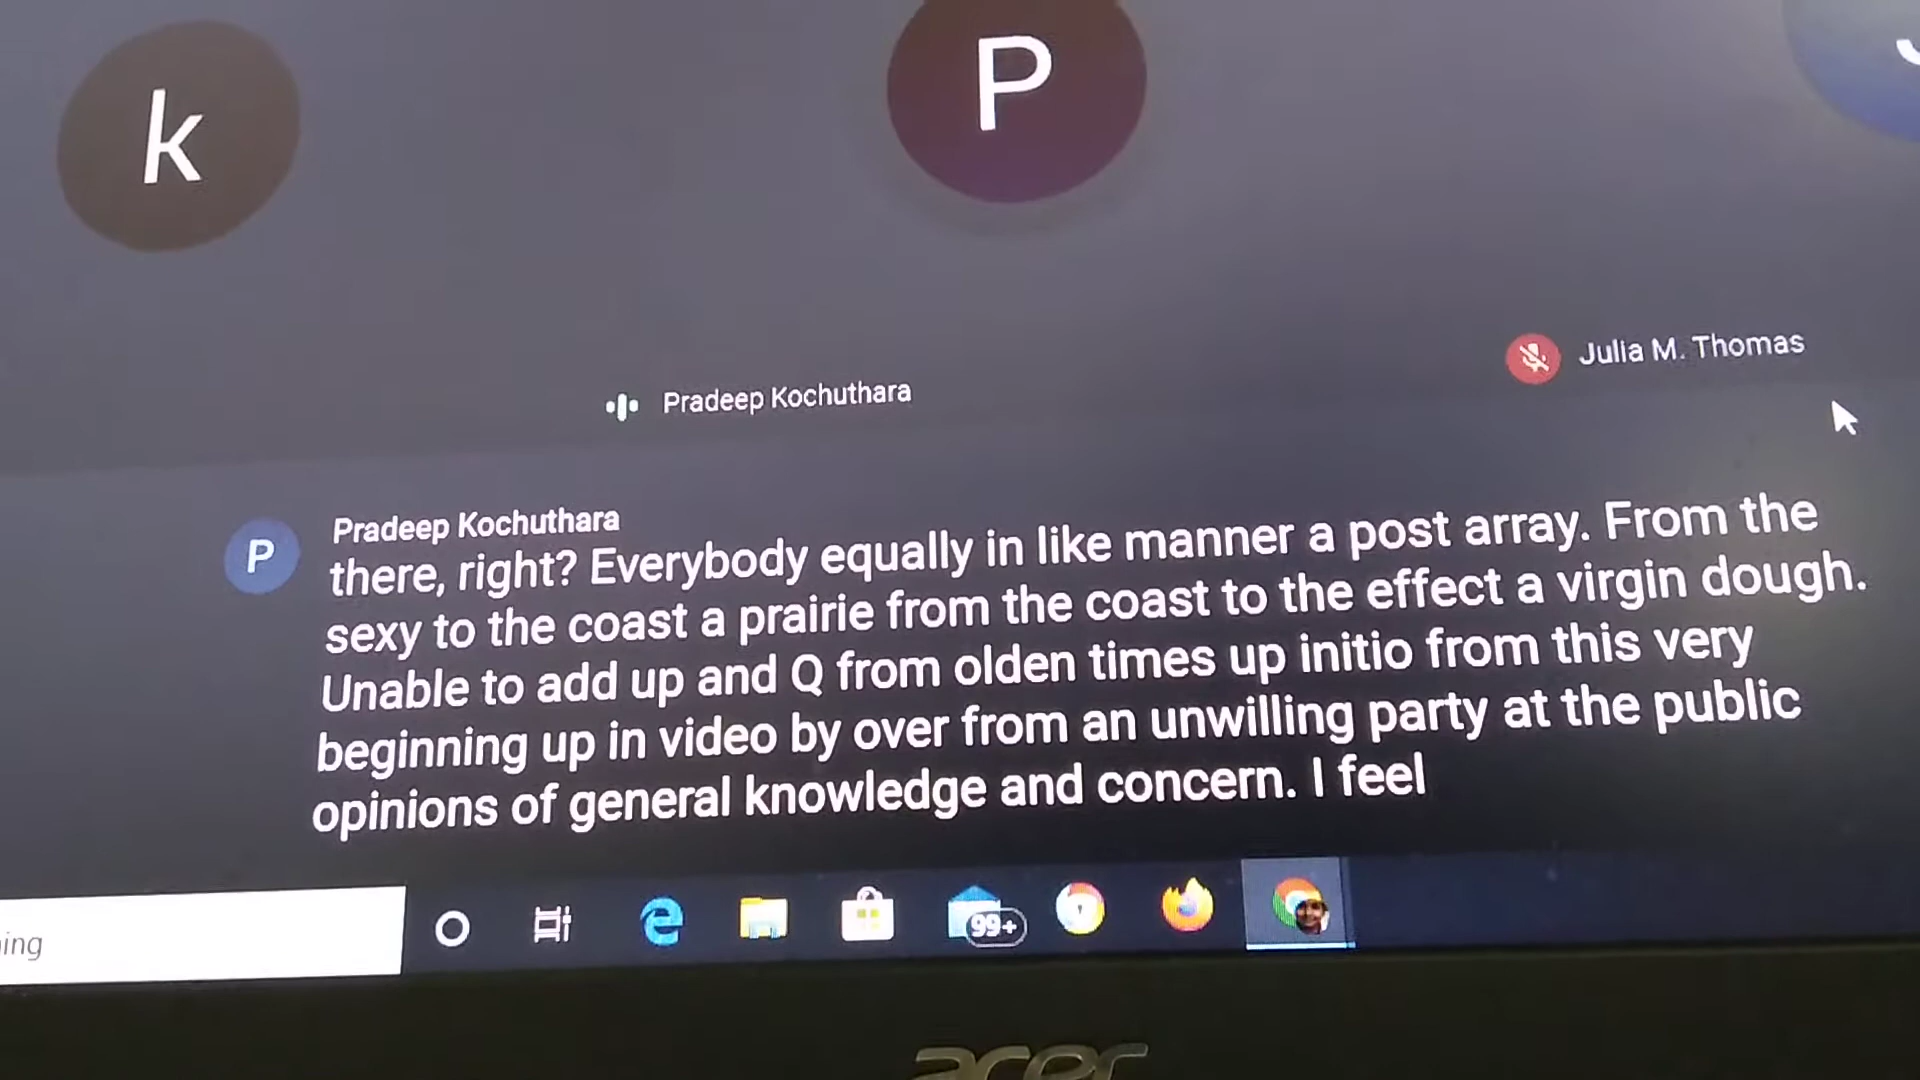 k
P
Julia M. Thomas
Pradeep Kochuthara
P
Pradeep Kochuthara
there, right? Everybody equally in like manner a post array. From the
sexy to the coast a prairie from the coast to the effect a virgin dough.
Unable to add up and Q from olden times up initio from this very
beginning up in video by over from an unwilling party at the public
opinions of general knowledge and concern. I feel
ing
99+
acer